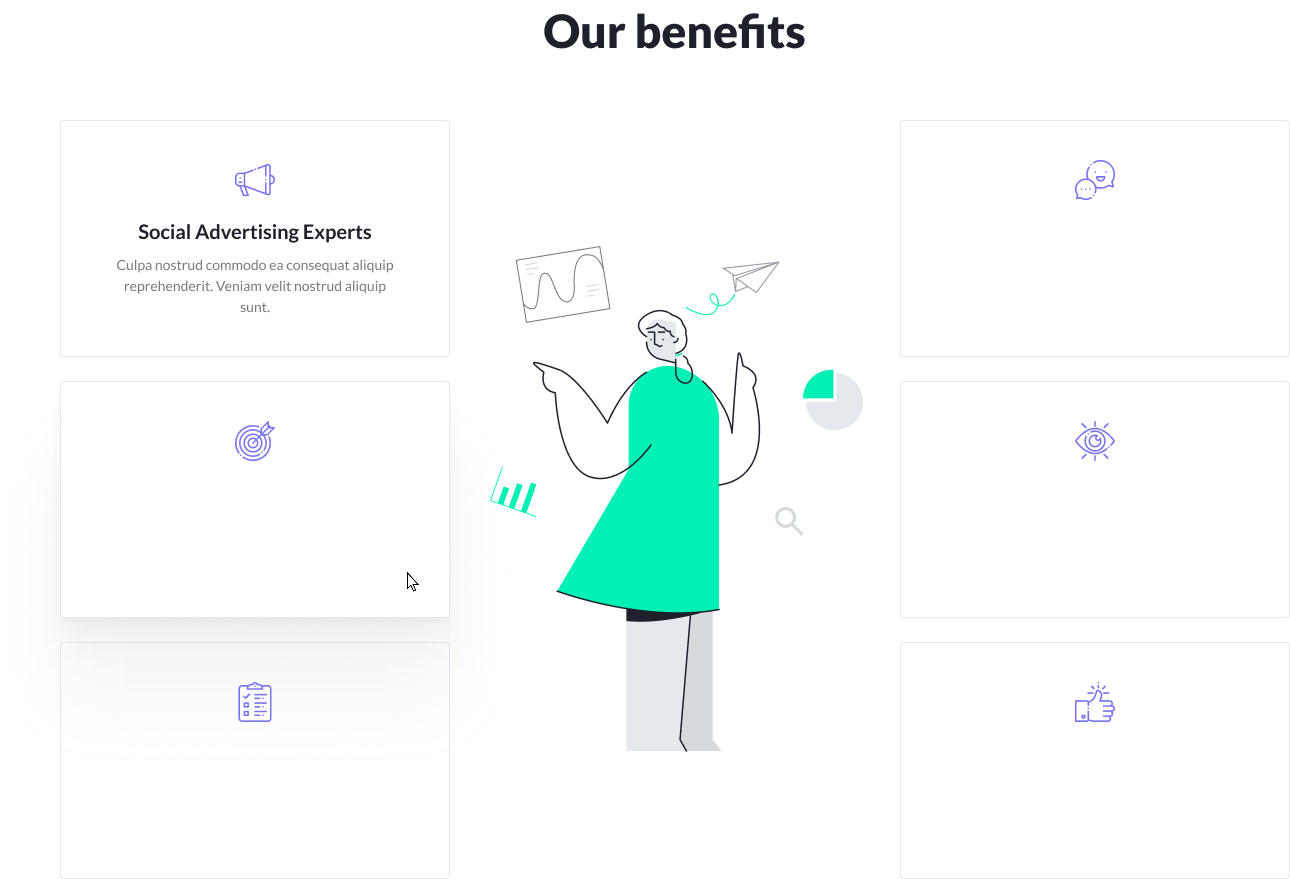 Our benefits
Social Advertising Experts
Culpa nostrud commodo ea consequat aliquip
reprehenderit. Veniam velit nostrud aliquip
sunt.